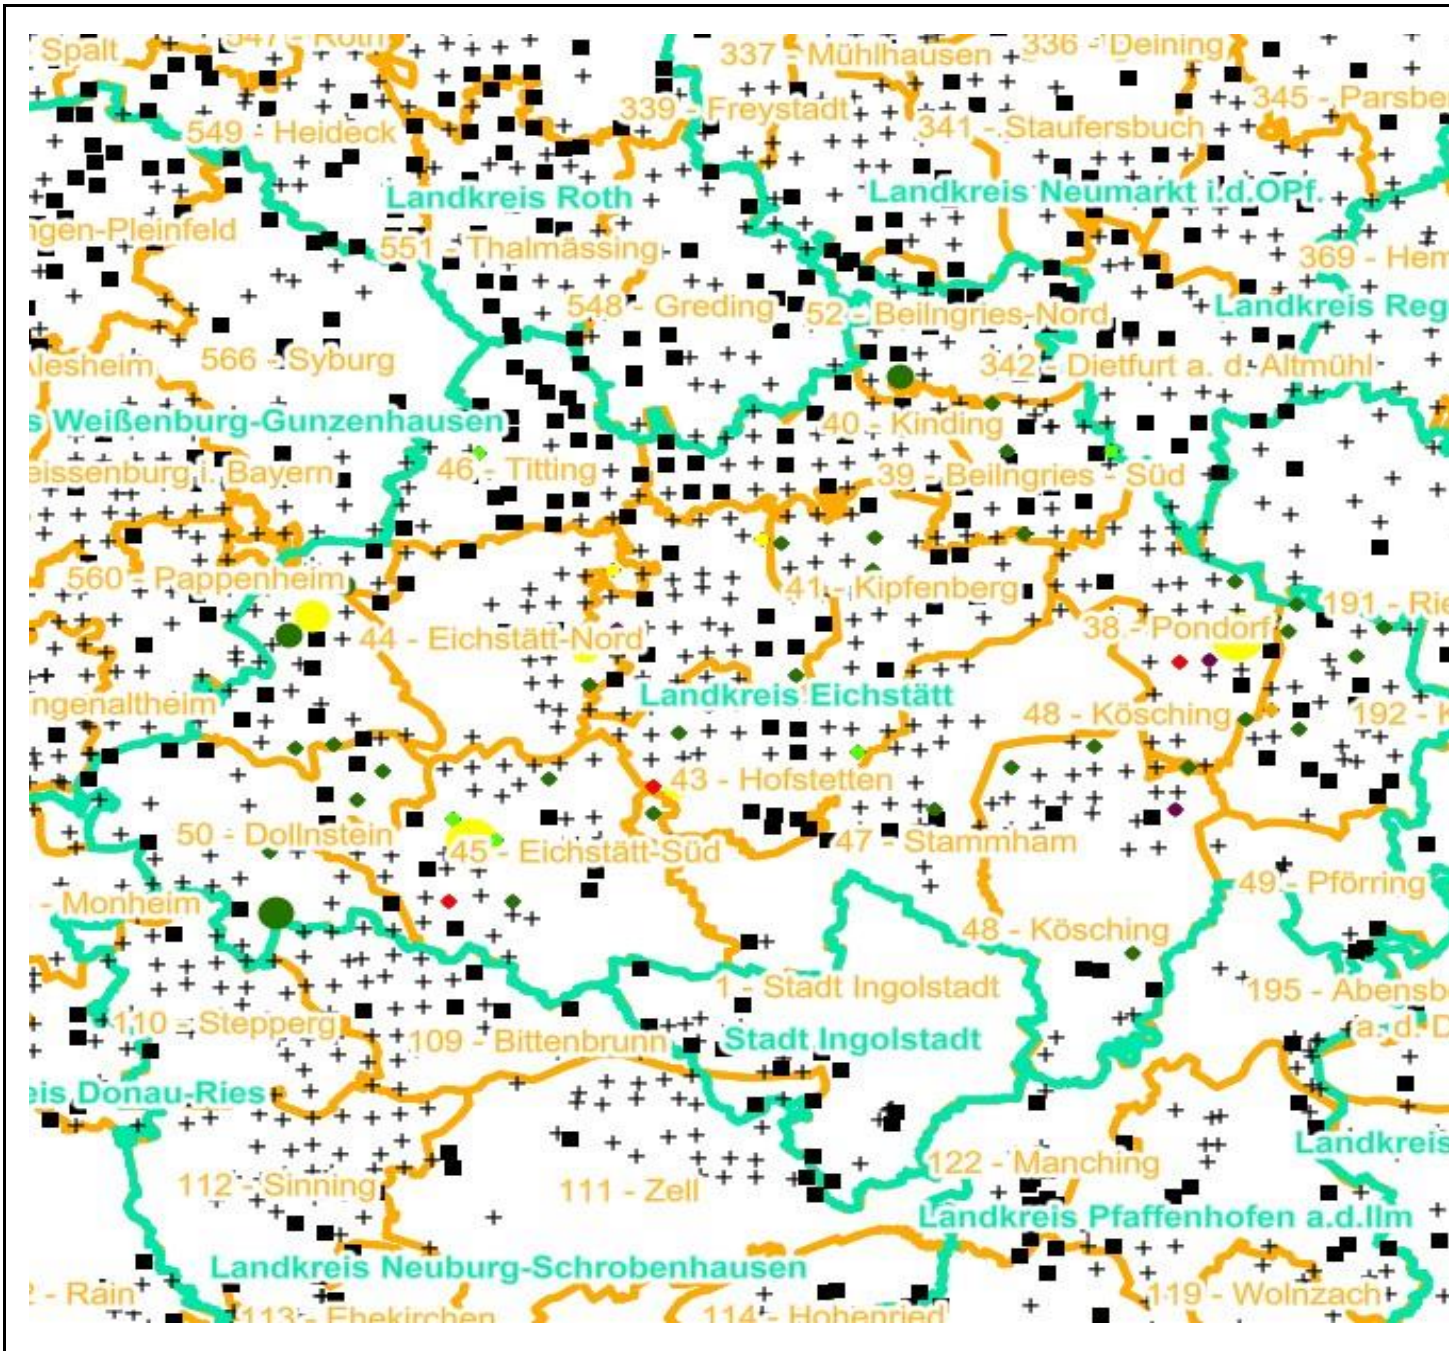 Spalt
547 - Roth
337 - Mühlhausen
336 - Deining
345 - Parsbe
339 - Freystadt
341 - Staufersbuch
549 - Heideck
Landkreis Roth
Landkreis Neumarkt i.d.OPf.
ngen-Pleinfeld
551 - Thalmässing
369 - Hem
548 - Greding
52 - Beilngries-Nord
Landkreis Reg
Alesheim
566 - Syburg
342 - Dietfurt a. d. Altmühl
s Weißenburg-Gunzenhausen
40 - Kinding
eissenburg i. Bayern
46 - Titting
39 - Beilngries - Süd
560 - Pappenheim
41 - Kipfenberg
191 - Rie
44 - Eichstätt-Nord
38 - Pondorf
Landkreis Eichstätt
ngenaltheim
48 - Kösching
192 -
43 - Hofstetten
50 - Dollnstein
45 - Eichstätt-Süd
47 - Stammham
49 - Pförring
- Monheim
48 - Kösching
1 - Stadt Ingolstadt
195 - Abensb
a. d. D
110 - Stepperg
109 - Bittenbrunn
Stadt Ingolstadt
eis Donau-Ries
Landkreis
122 - Manching
112 - Sinning
111 - Zell
Landkreis Pfaffenhofen a.d.Ilm
Landkreis Neuburg-Schrobenhausen
2 - Rain
119 - Wolnzach
113 - Ehekirchen
114 - Hohenried